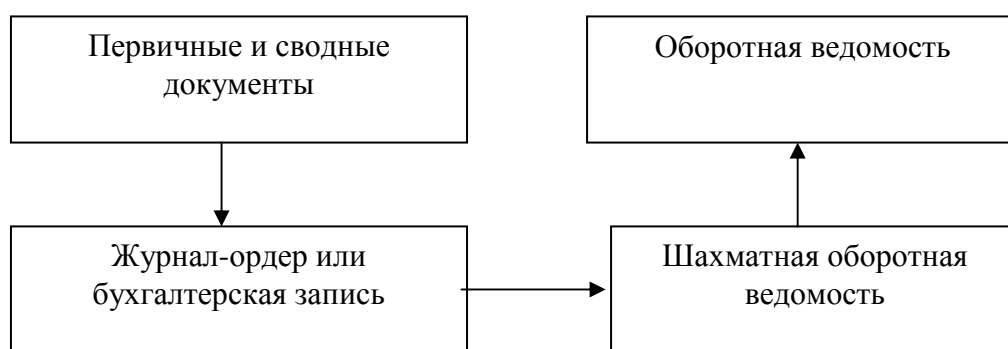 Первичные и сводные
документы
Оборотная ведомость
Журнал-ордер или
бухгалтерская запись
Шахматная оборотная
ведомость